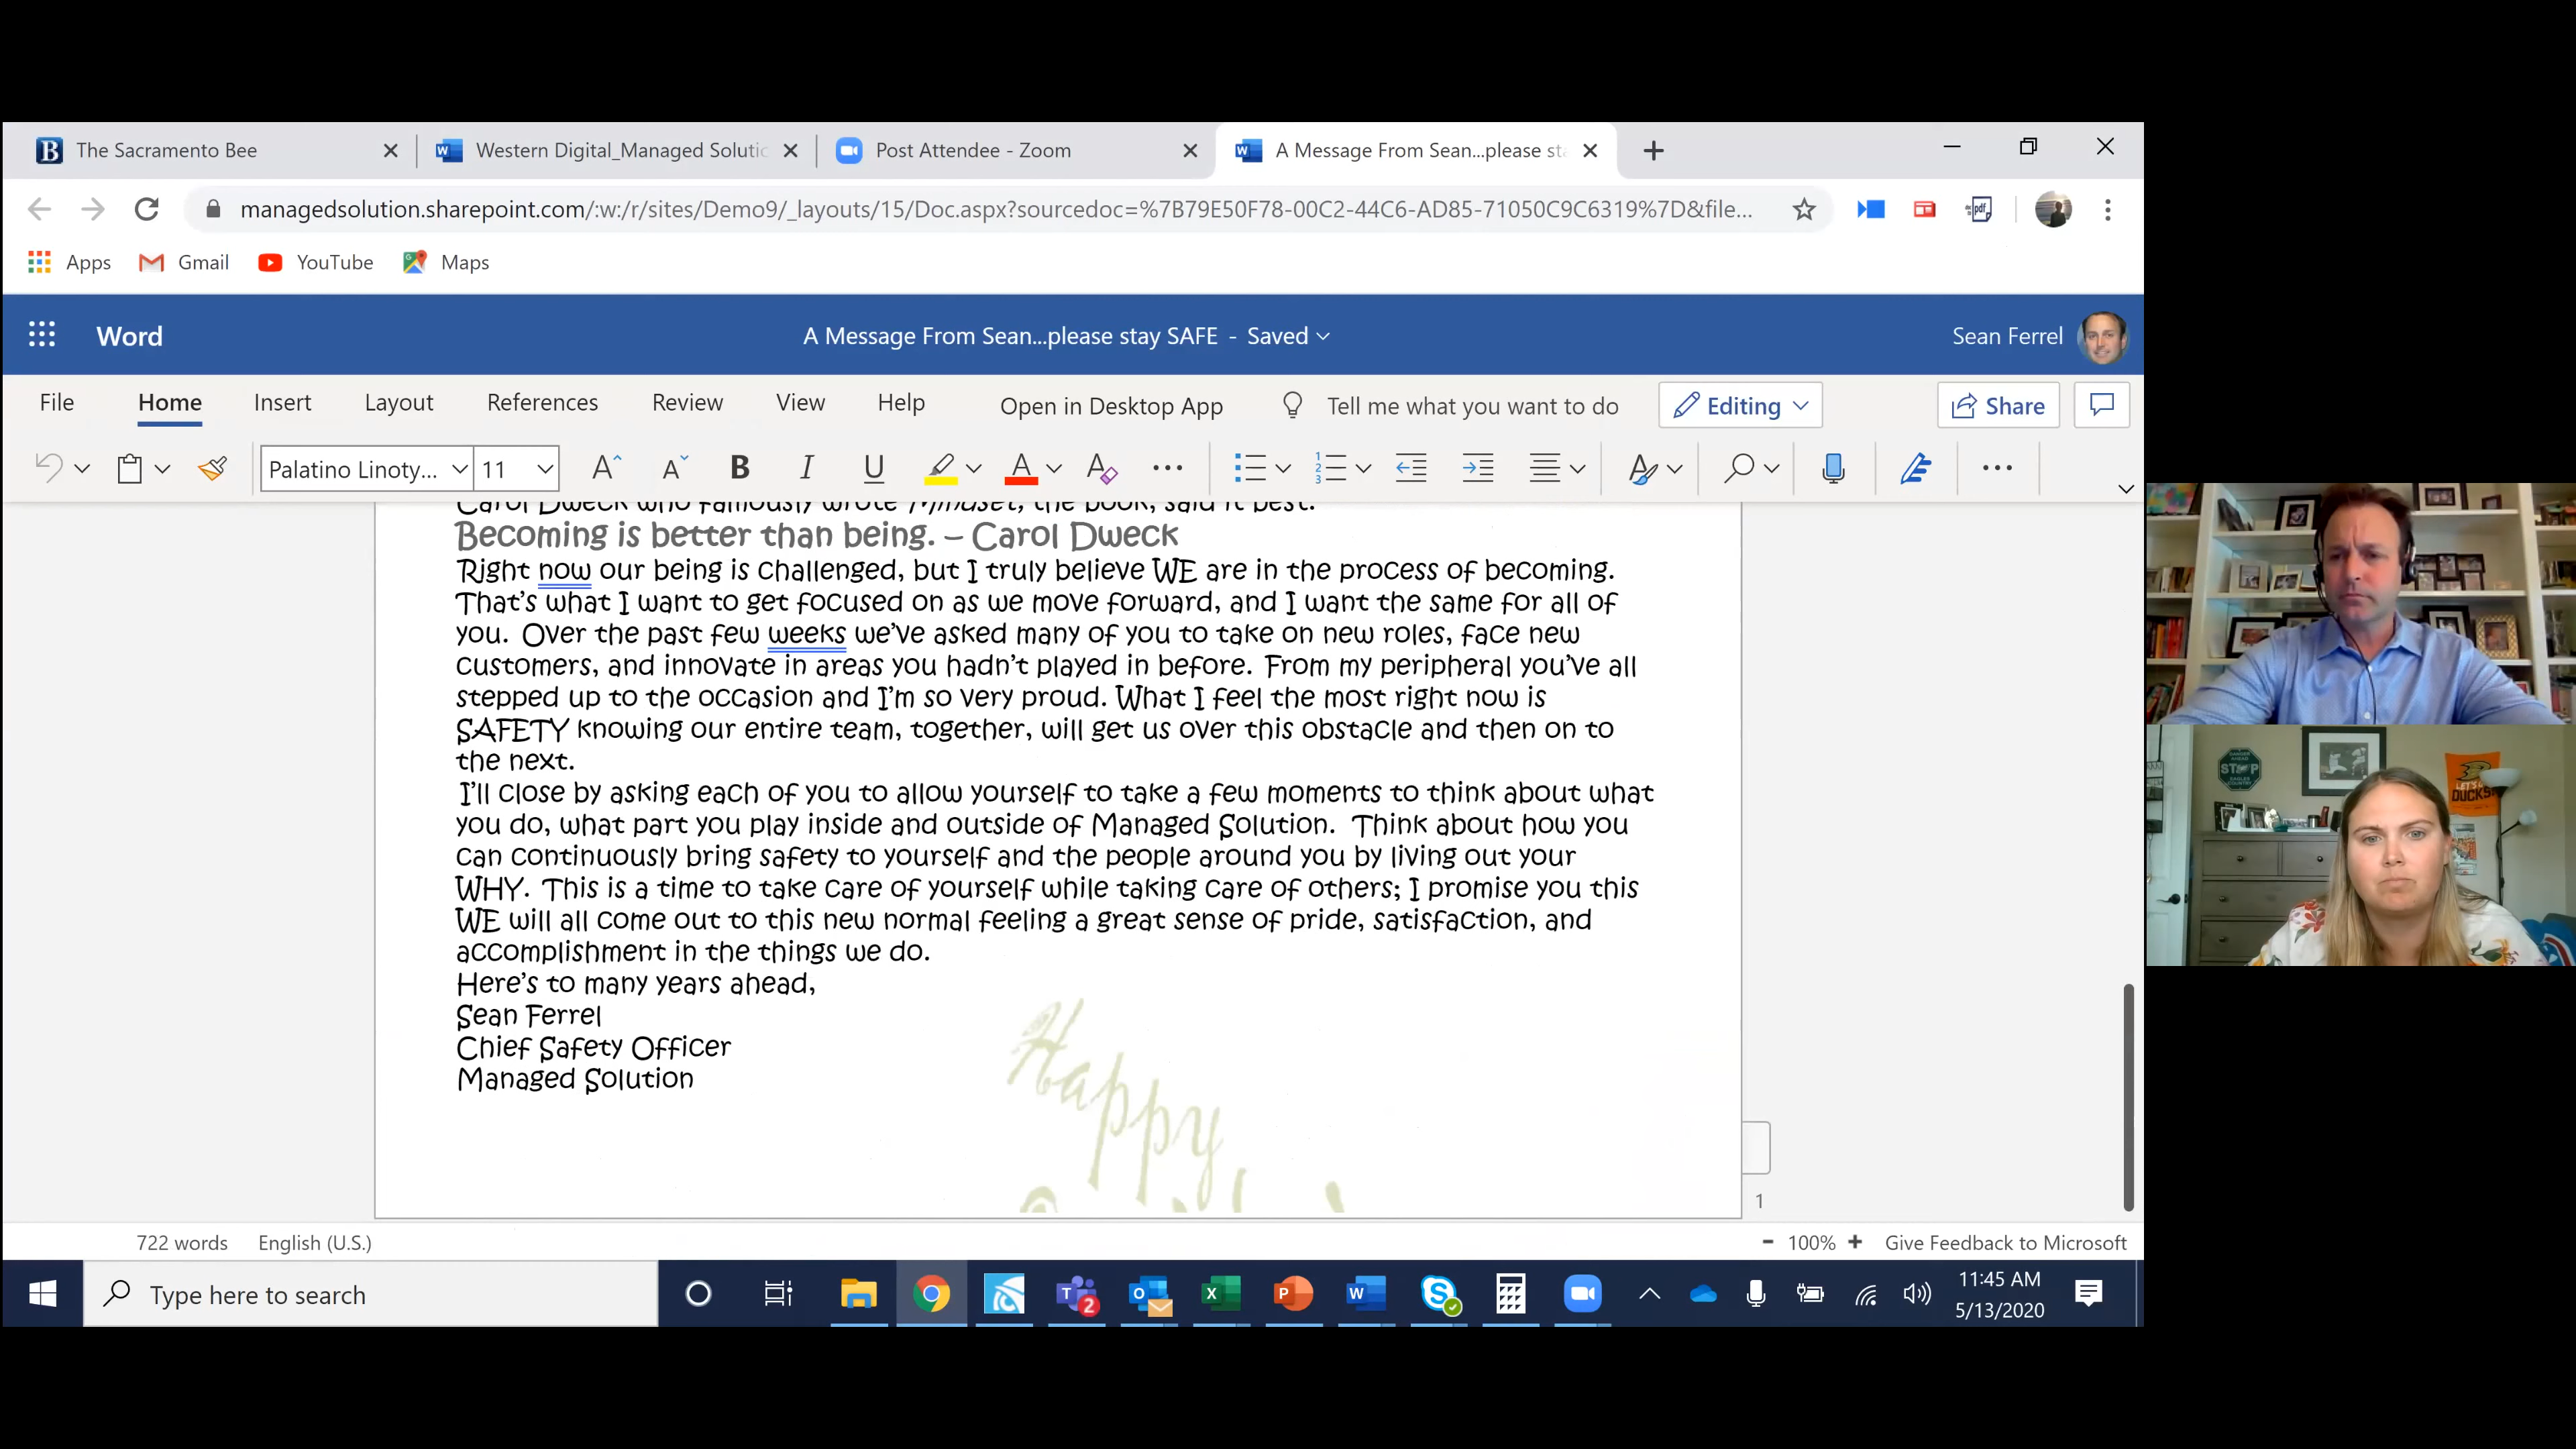 The Sacramento Bee
Western Digital_Managed Solutic
Post Attendee - Zoom
A Message From Sean...please sta
managedsolution.sharepoint.com/:w:/r/sites/Demo9/_layouts/15/Doc.aspx?sourcedoc=%7B79E50F78-00C2-44C6-AD85-71050C9C6319%7D&file...
Apps Gmail YouTube Maps
Word A Message From Sean...please stay SAFE - Saved Sean Ferrel
File Home Insert Layout References Review View Help Open in Desktop App Tell me what you want to do Editing Share
Palatino Linoty... 11
Carol Dweck who famously wrote Mindset, the book, said it best.
Becoming is better than being. – Carol Dweck
Right now our being is challenged, but I truly believe WE are in the process of becoming.
That's what I want to get focused on as we move forward, and I want the same for all of
you. Over the past few weeks we've asked many of you to take on new roles, face new
customers, and innovate in areas you hadn't played in before. From my peripheral you've all
stepped up to the occasion and I'm so very proud. What I feel the most right now is
SAFETY knowing our entire team, together, will get us over this obstacle and then on to
the next.
I'll close by asking each of you to allow yourself to take a few moments to think about what
you do, what part you play inside and outside of Managed Solution. Think about how you
can continuously bring safety to yourself and the people around you by living out your
WHY. This is a time to take care of yourself while taking care of others; I promise you this
WE will all come out to this new normal feeling a great sense of pride, satisfaction, and
accomplishment in the things we do.
Here's to many years ahead,
Sean Ferrel
Chief Safety Officer
Managed Solution
Happy
1
722 words English (U.S.) - 100% + Give Feedback to Microsoft
Type here to search
2
11:45 AM
5/13/2020
STOP
DUCKS